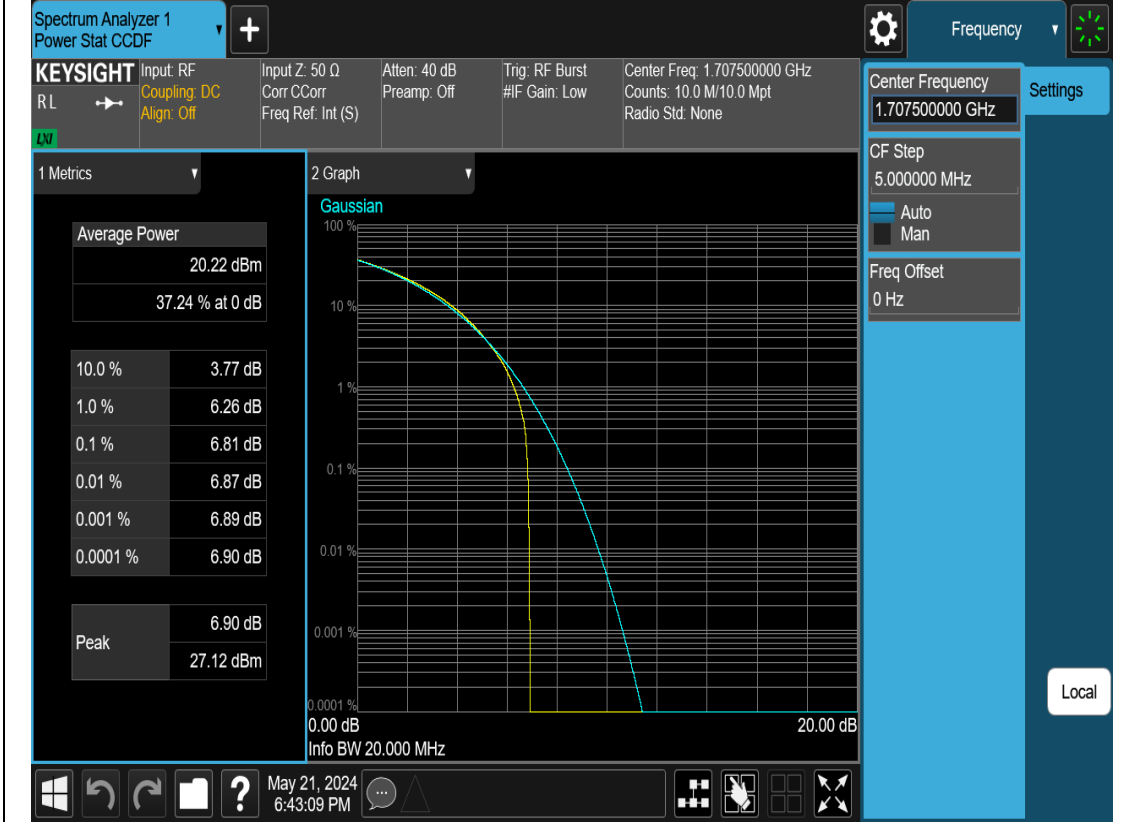 Spectrum Analyzer 1
Power Stat CCDF
Frequency
KEYSIGHT
R L
LXI
Input: RF
Coupling: DC
Align: Off
Input Z: 50 Ω
Corr CCorr
Freq Ref: Int (S)
Atten: 40 dB
Preamp: Off
Trig: RF Burst
#IF Gain: Low
Center Freq: 1.707500000 GHz
Counts: 10.0 M/10.0 Mpt
Radio Std: None
Center Frequency
1.707500000 GHz
Settings
CF Step
5.000000 MHz
Auto
Man
Freq Offset
0 Hz
Local
1 Metrics
Average Power
20.22 dBm
37.24 % at 0 dB
10.0 % 3.77 dB
1.0 % 6.26 dB
0.1 % 6.81 dB
0.01 % 6.87 dB
0.001 % 6.89 dB
0.0001 % 6.90 dB
Peak
6.90 dB
27.12 dBm
2 Graph
Gaussian
100 %
10 %
1 %
0.1 %
0.01 %
0.001 %
0.0001 %
0.00 dB 20.00 dB
Info BW 20.000 MHz
?
May 21, 2024
6:43:09 PM